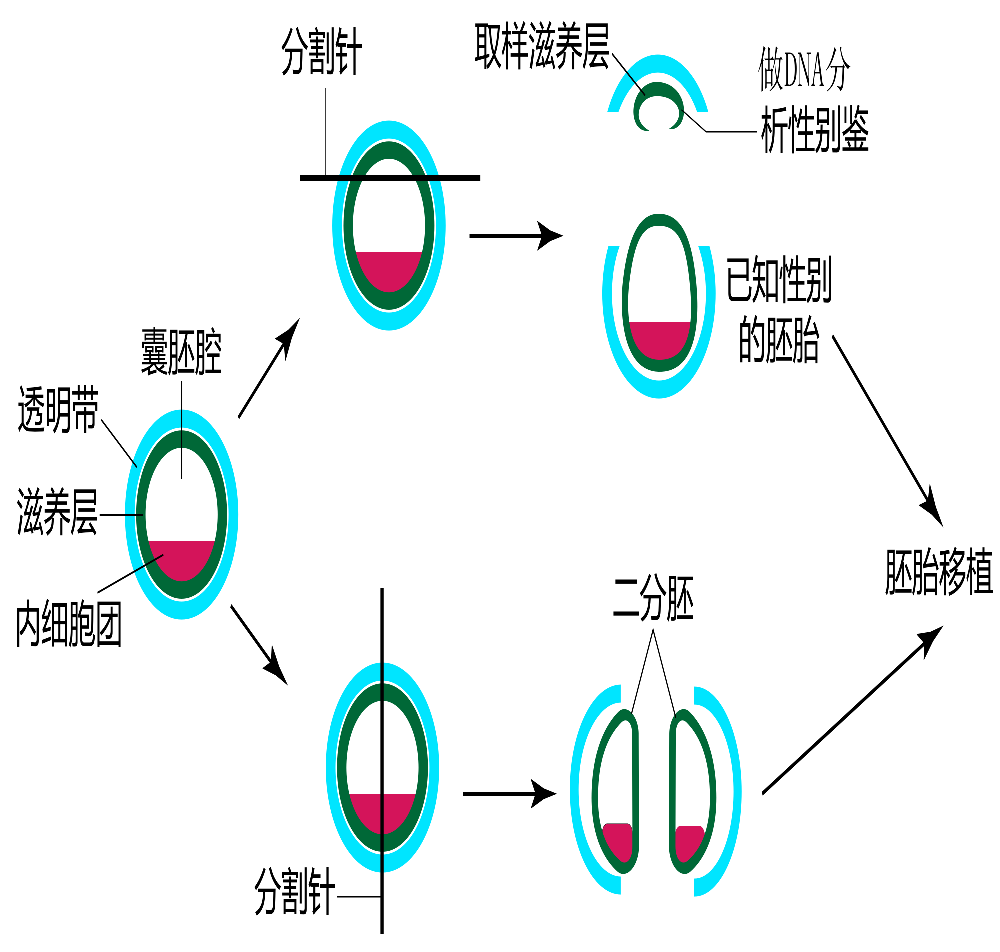 分割针
取样滋养层
做DNA分
析性别鉴
已知性别
的胚胎
囊胚腔
透明带
滋养层
内细胞团
胚胎移植
二分胚
分割针